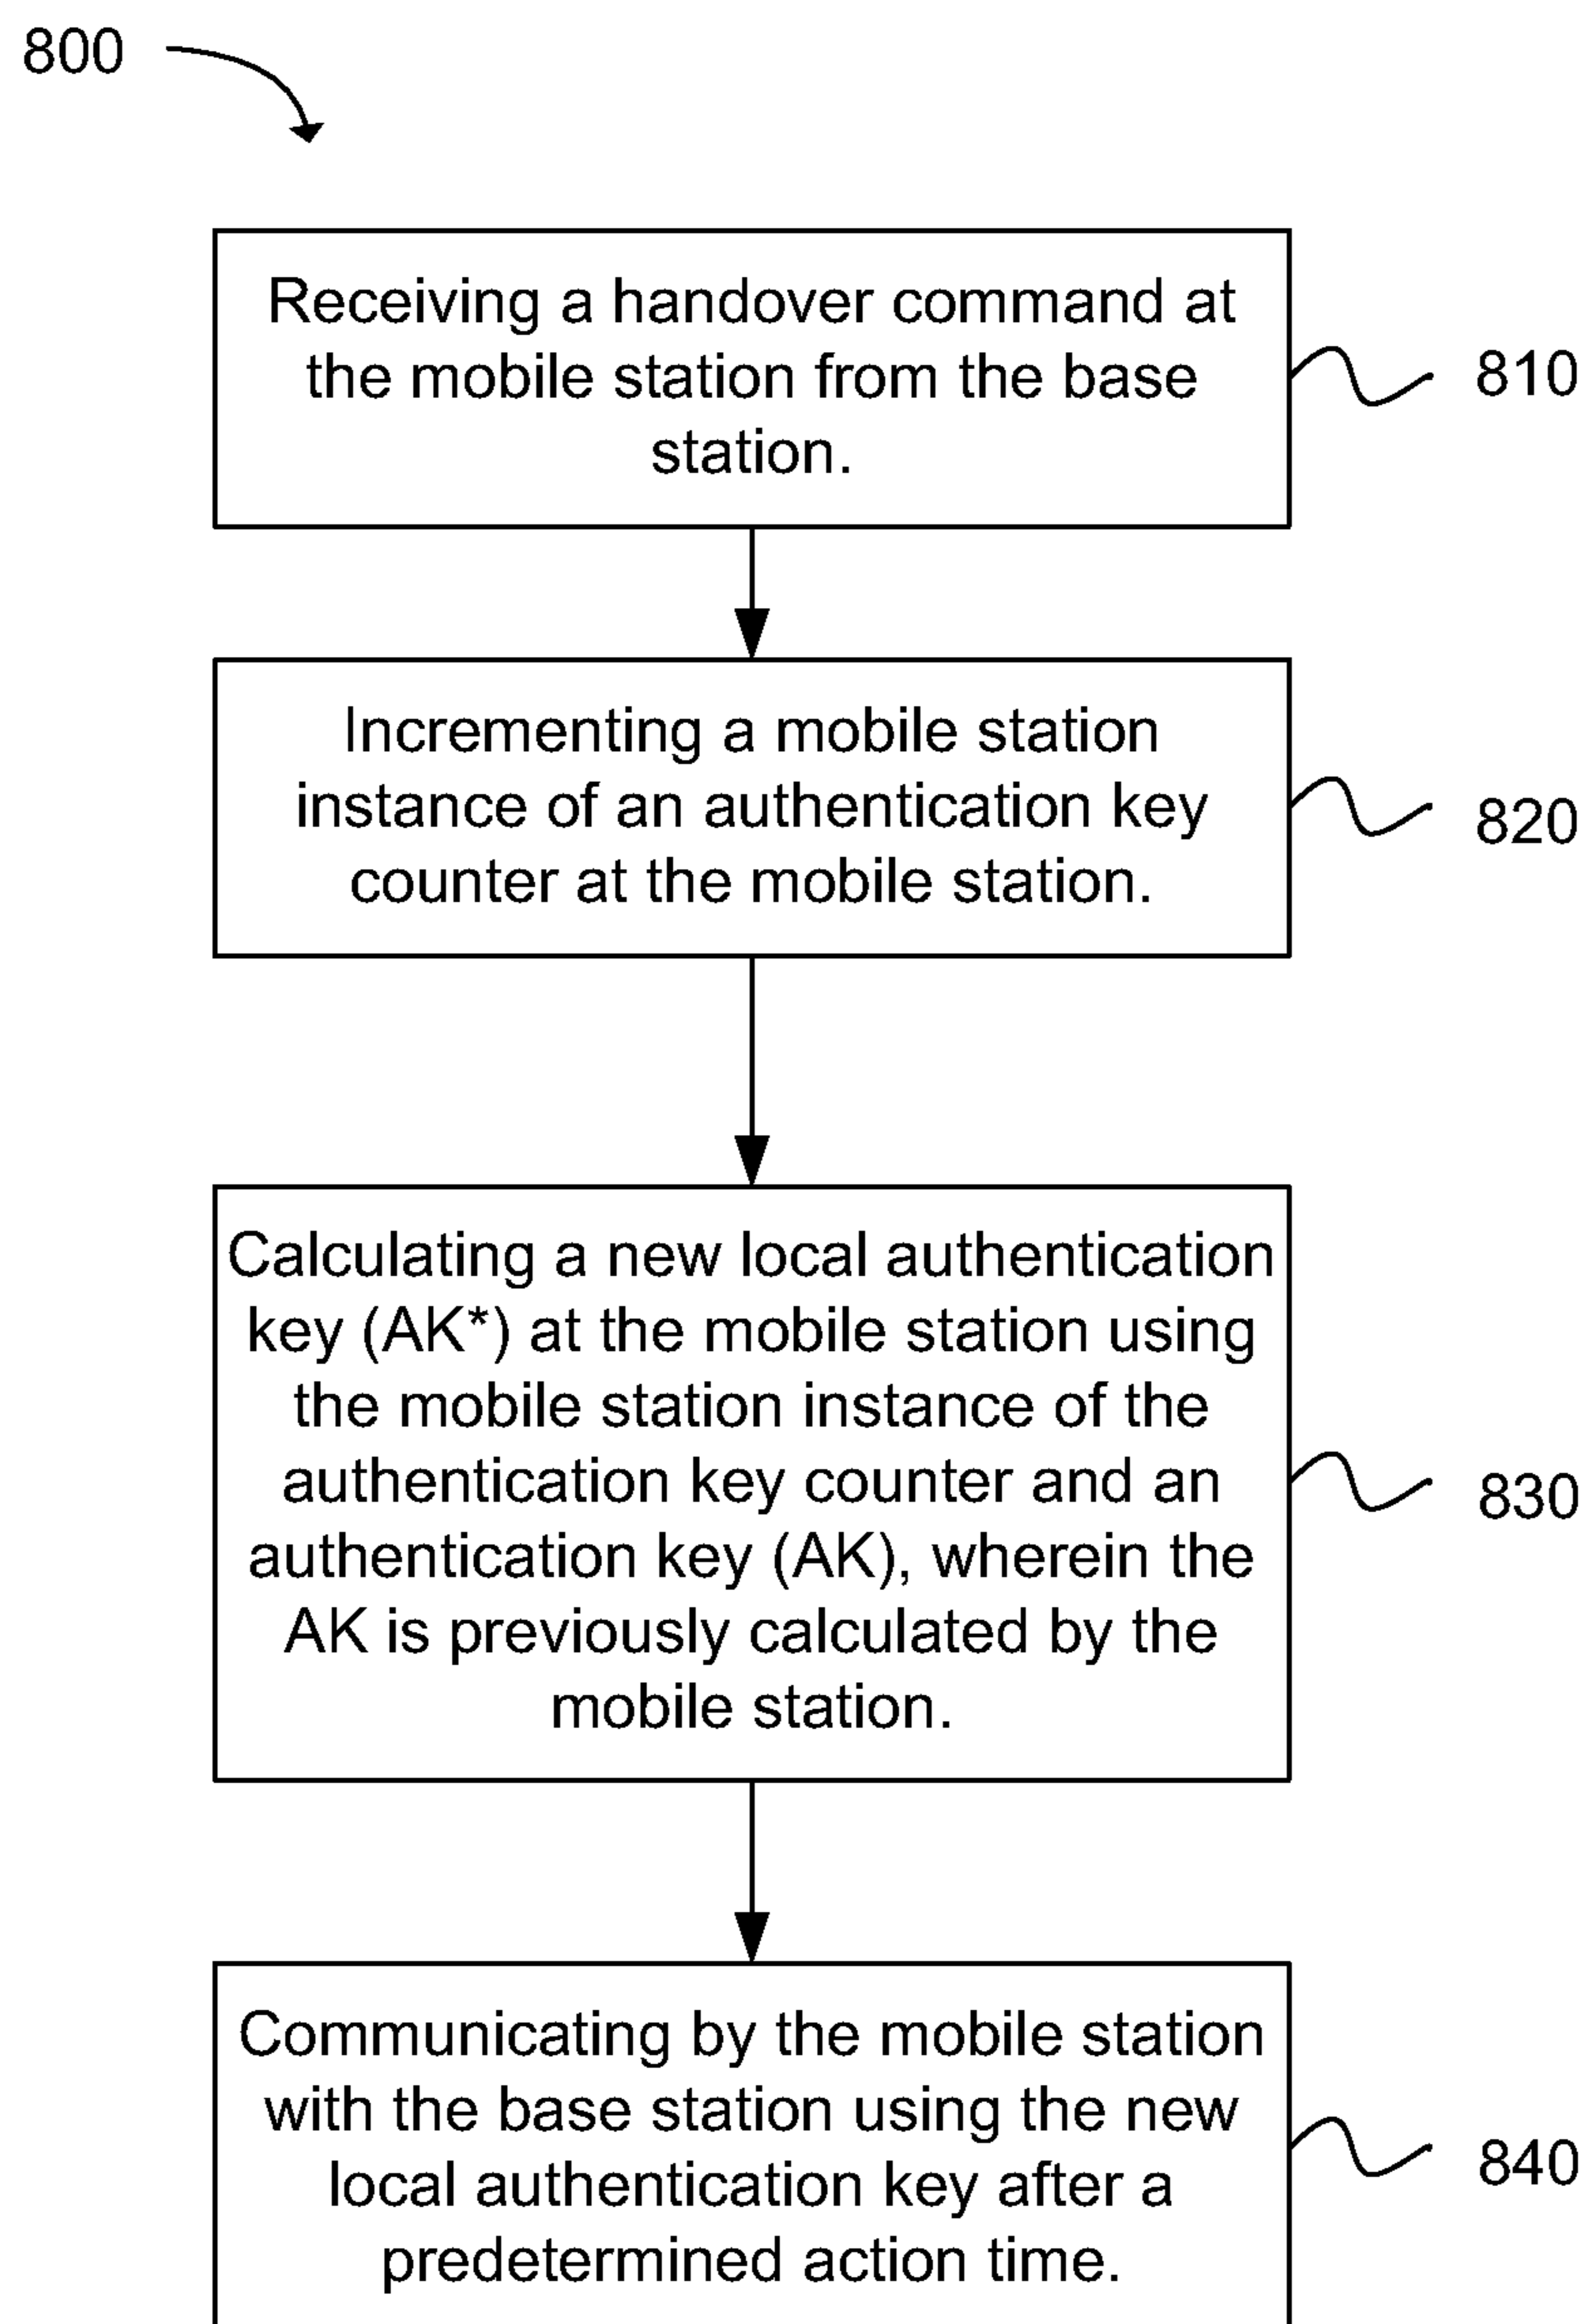 800
Receiving a handover command at
the mobile station from the base
station.
810
Incrementing a mobile station
instance of an authentication key
counter at the mobile station.
820
Calculating a new local authentication
key (AK*) at the mobile station using
the mobile station instance of the
authentication key counter and an
authentication key (AK), wherein the
AK is previously calculated by the
mobile station.
830
Communicating by the mobile station
with the base station using the new
local authentication key after a
predetermined action time.
840